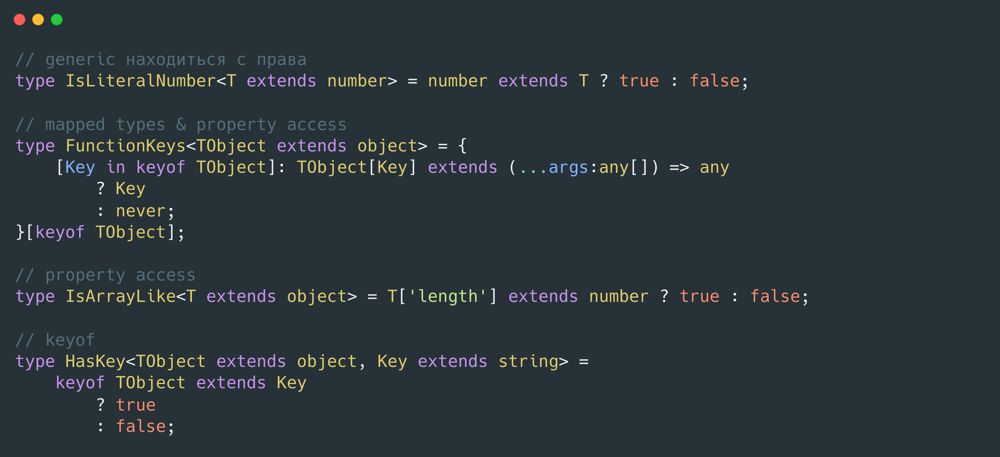 // generic находиться с права
type IsLiteralNumber<T extends number> = number extends T ? true : false;
// mapped types & property access
type FunctionKeys<TObject extends object> = {
    [Key in keyof TObject]: TObject[Key] extends (...args:any[]) => any
        ? Key
        : never;
}[keyof TObject];
// property access
type IsArrayLike<T extends object> = T['length'] extends number ? true : false;
// keyof
type HasKey<TObject extends object, Key extends string> =
    keyof TObject extends Key
        ? true
        : false;